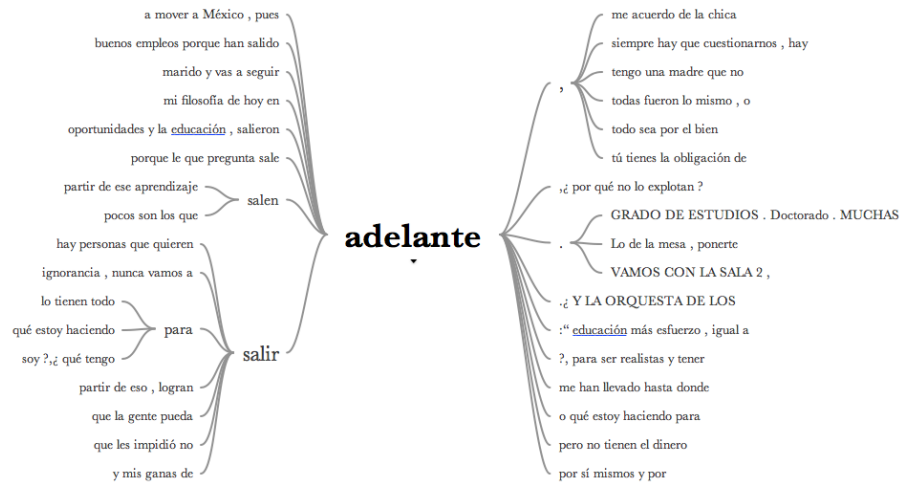 a mover a México , pues
buenos empleos porque han salido
marido y vas a seguir
mi filosofía de hoy en
oportunidades y la educación , salieron
porque le que pregunta sale
partir de ese aprendizaje
pocos son los que
salen
hay personas que quieren
ignorancia , nunca vamos a
lo tienen todo
qué estoy haciendo
soy ?,¿ qué tengo
para
partir de eso , logran
que la gente pueda
que les impidió no
y mis ganas de
salir
adelante
,
me acuerdo de la chica
siempre hay que cuestionarnos , hay
tengo una madre que no
todas fueron lo mismo , o
todo sea por el bien
tú tienes la obligación de
,¿ por qué no lo explotan ?
.
GRADO DE ESTUDIOS . Doctorado . MUCHAS
Lo de la mesa , ponerte
VAMOS CON LA SALA 2 ,
.¿ Y LA ORQUESTA DE LOS
:“ educación más esfuerzo , igual a
?, para ser realistas y tener
me han llevado hasta donde
o qué estoy haciendo para
pero no tienen el dinero
por sí mismos y por